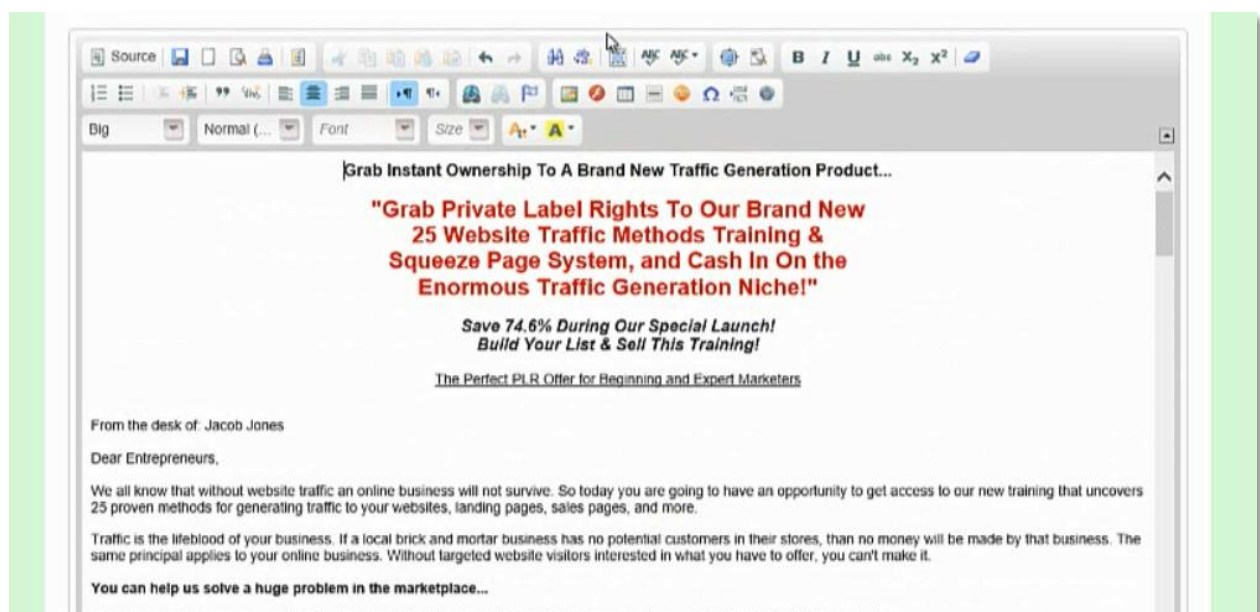 Source
B I U abc X₂ X²
Big Normal (... Font Size A A
Grab Instant Ownership To A Brand New Traffic Generation Product...
"Grab Private Label Rights To Our Brand New
25 Website Traffic Methods Training &
Squeeze Page System, and Cash In On the
Enormous Traffic Generation Niche!"
Save 74.6% During Our Special Launch!
Build Your List & Sell This Training!
The Perfect PLR Offer for Beginning and Expert Marketers
From the desk of: Jacob Jones
Dear Entrepreneurs,
We all know that without website traffic an online business will not survive. So today you are going to have an opportunity to get access to our new training that uncovers
25 proven methods for generating traffic to your websites, landing pages, sales pages, and more.
Traffic is the lifeblood of your business. If a local brick and mortar business has no potential customers in their stores, than no money will be made by that business. The
same principal applies to your online business. Without targeted website visitors interested in what you have to offer, you can't make it.
You can help us solve a huge problem in the marketplace...